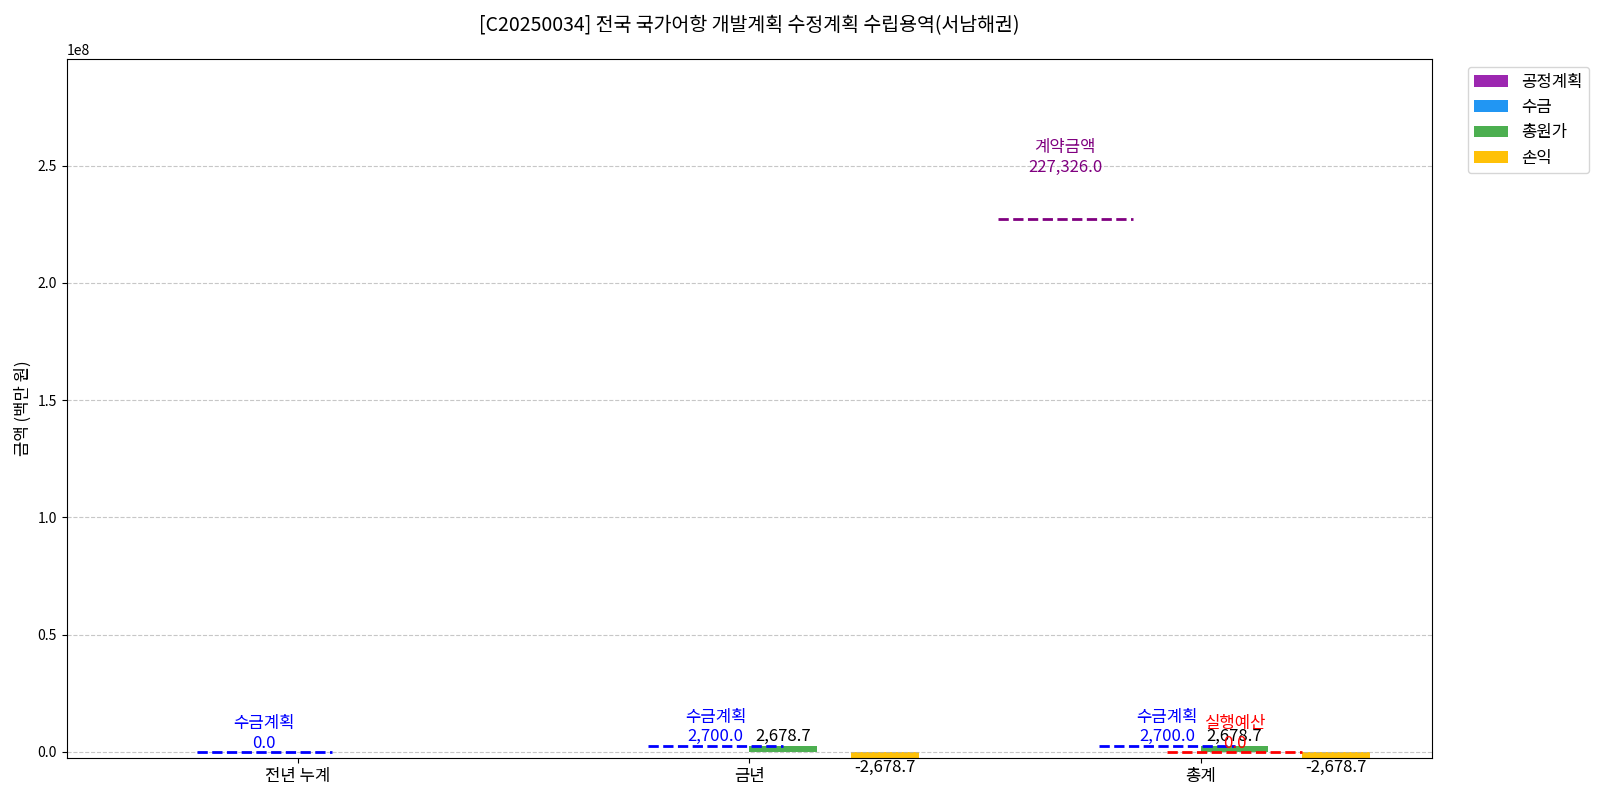 [C20250034] 전국 국가어항 개발계획 수정계획 수립용역(서남해권)
1e8
금액 (백만 원)
2.5
2.0
1.5
1.0
0.5
0.0
계약금액
227,326.0
수금계획
0.0
수금계획
2,700.0
2,678.7
-2,678.7
수금계획
2,700.0
실행예산
0.0
2,678.7
-2,678.7
전년 누계
금년
총계
공정계획
수금
총원가
손익